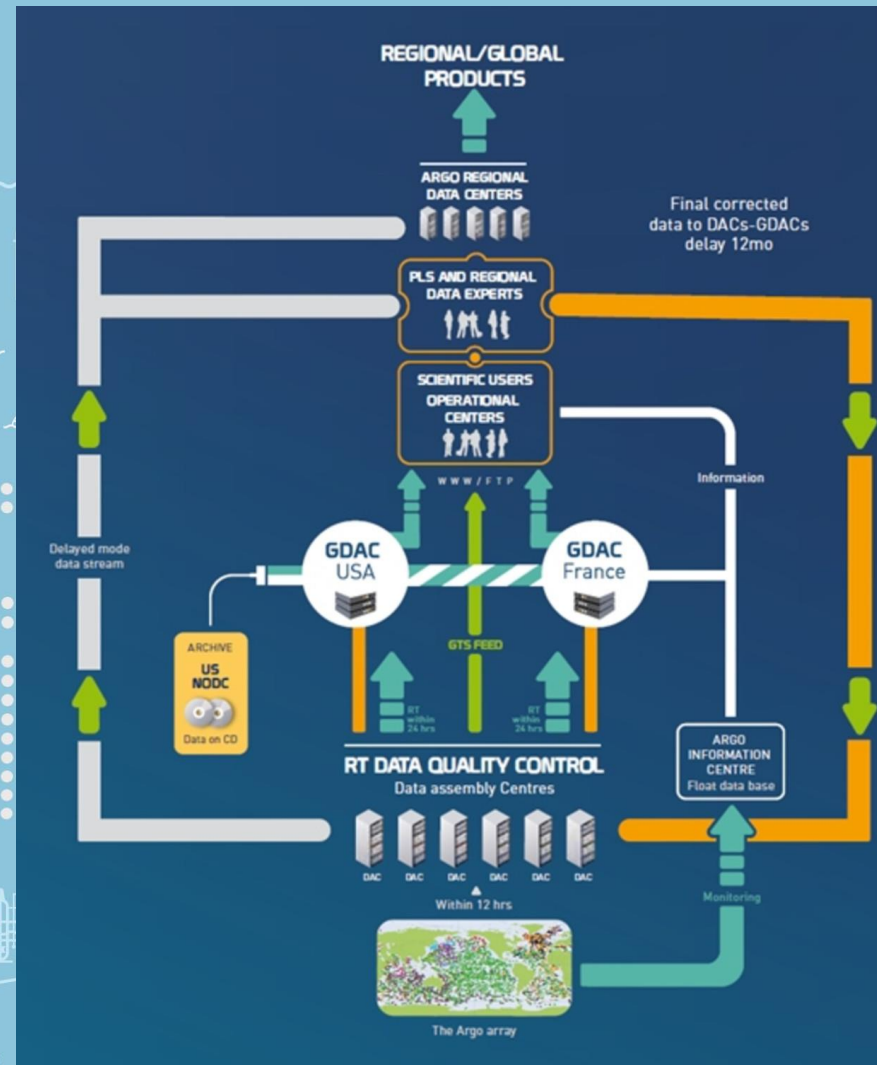 REGIONAL/GLOBAL
PRODUCTS
ARGO REGIONAL
DATA CENTERS
Final corrected
data to DACs-GDACs
delay 12mo
PLS AND REGIONAL
DATA EXPERTS
SCIENTIFIC USERS
OPERATIONAL
CENTERS
WWW/FTP
Information
GDAC
USA
GDAC
France
Delayed mode
data stream
ARCHIVE
US
NODC
Data on CD
GTS FEED
RT
within
24 hrs
RT
within
24 hrs
ARGO
INFORMATION
CENTRE
Float data base
RT DATA QUALITY CONTROL
Data assembly Centres
DAC DAC DAC DAC DAC DAC
Within 12 hrs
Monitoring
The Argo array